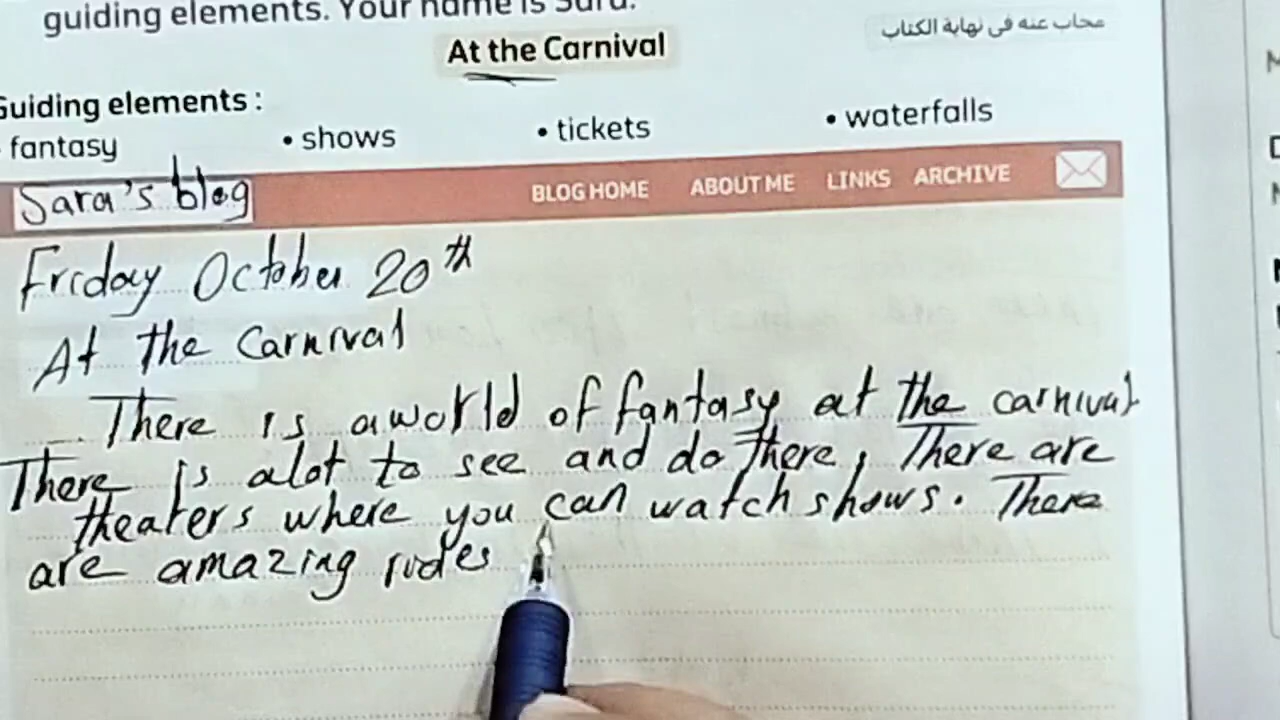 guiding elements. Your name is Sara.
مجاب عنه فى نهاية الكتاب
At the Carnival
Guiding elements :
fantasy • shows • tickets • waterfalls
Sara's blog BLOG HOME ABOUT ME LINKS ARCHIVE
Friday October 20th
At the Carnival
There is a world of fantasy at the carnival
There is alot to see and do there, There are
theaters where you can watch shows. There
are amazing rides